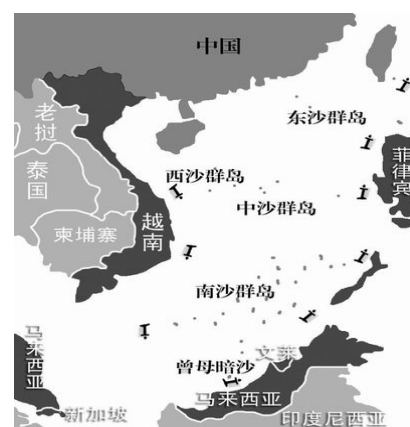 中国
东沙群岛
老挝
菲律宾
泰国
西沙群岛
中沙群岛
越南
柬埔寨
南沙群岛
马来西亚
文莱
曾母暗沙
马来西亚
新加坡
印度尼西亚